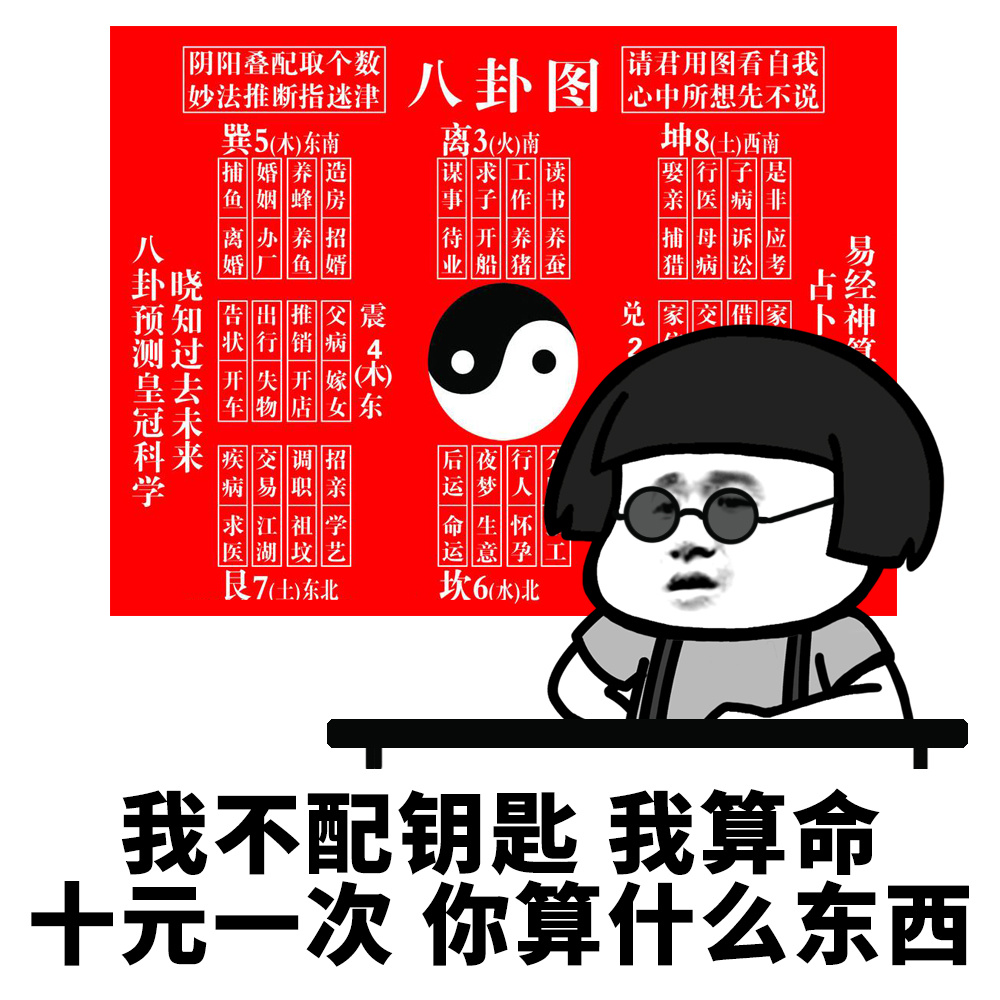 阴阳叠配取个数
妙法推断指迷津
八卦图
请君用图看自我
心中所想先不说
巽5(木)东南
捕鱼 婚姻 养蜂 造房
离婚 办厂 养鱼 招婿
离3(火)南
谋事 求子 工作 读书
待业 开船 养猪 养蚕
坤8(土)西南
娶亲 行医 子病 是非
捕猎 母病 诉讼 应考
八卦预测皇冠科学
晓知过去未来
告状 出行 推销 父病
开车 失物 开店 嫁女
震4(木)东
兑2
家 交 借 家
占卜
易经神算
疾病 交易 调职 招亲
求医 江湖 祖坟 学艺
艮7(土)东北
后运 夜梦 行人
命运 生意 怀孕 工
坎6(水)北
我不配钥匙 我算命
十元一次 你算什么东西